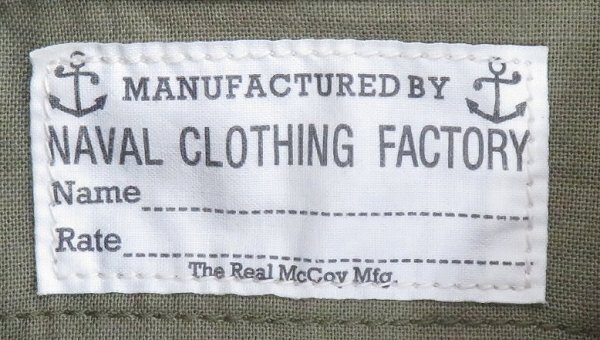 MANUFACTURED BY
NAVAL CLOTHING FACTORY
Name
Rate
The Real McCoy Mfg.